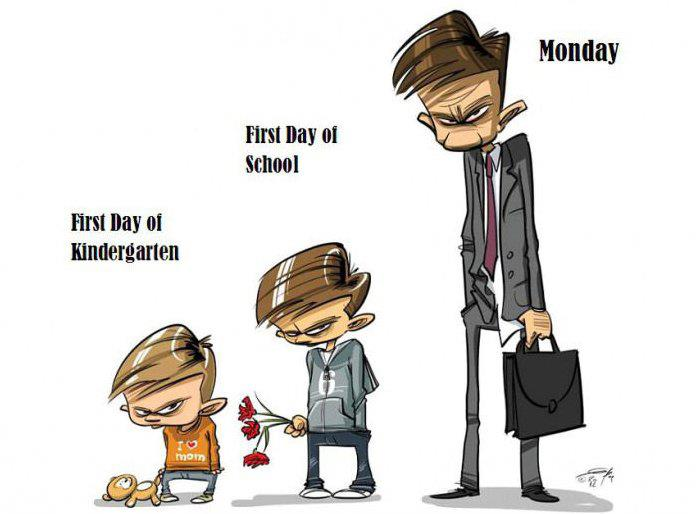 Monday
First Day of
School
First Day of
Kindergarten
I ❤
mom